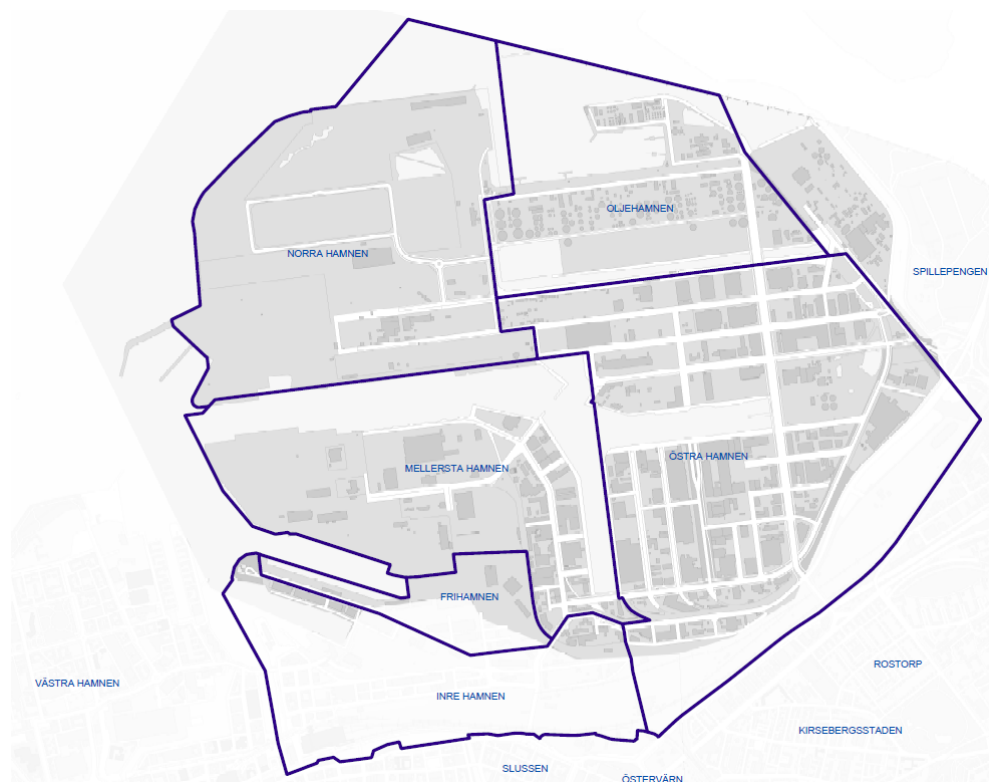 OLJEHAMNEN
NORRA HAMNEN
SPILLEPENGEN
ÖSTRA HAMNEN
MELLERSTA HAMNEN
FRIHAMNEN
ROSTORP
VÄSTRA HAMNEN
INRE HAMNEN
KIRSEBERGSSTADEN
SLUSSEN
ÖSTERVÄRN